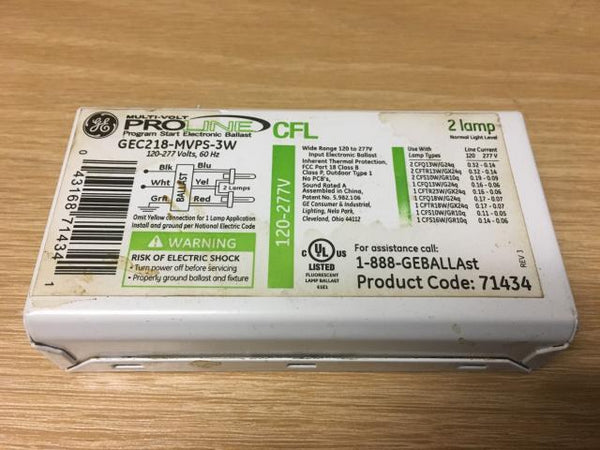 GE
MULTI-VOLT
PROLINE
Program Start Electronic Ballast
CFL
2 lamp
Normal Light Level
GEC218-MVPS-3W
120-277 Volts, 60 Hz
Blk
Wht
Grn
BALLAST
Blu
Yel
Red
2 Lamps
Omit Yellow connection for 1 Lamp Application
Install and ground per National Electric Code
WARNING
RISK OF ELECTRIC SHOCK
• Turn power off before servicing
• Properly ground ballast and fixture
0 43168 71434 1
120-277V
Wide Range 120 to 277V
Input Electronic Ballast
Inherent Thermal Protection,
FCC Part 18 Class B
Class P, Outdoor Type 1
No PCB's,
Sound Rated A
Assembled in China,
Patent No. 5,982,106
GE Consumer & Industrial,
Lighting, Nela Park,
Cleveland, Ohio 44112
Use With Line Current
Lamp Types 120 277 V
2 CFQ13W/G24q 0.32 - 0.14
2 CFTR13W/GX24q 0.32 - 0.14
2 CFS10W/GR10q 0.19 - 0.09
1 CFQ13W/G24q 0.16 - 0.06
1 CFTR13W/GX24q 0.16 - 0.06
1 CFQ18W/G24q 0.17 - 0.07
1 CFTR18W/GX24q 0.17 - 0.07
1 CFS10W/GR10q 0.11 - 0.05
1 CFS16W/GR10q 0.14 - 0.06
c UL US
LISTED
FLUORESCENT
LAMP BALLAST
E3E1
For assistance call:
1-888-GEBALLAst
Product Code: 71434
REV J